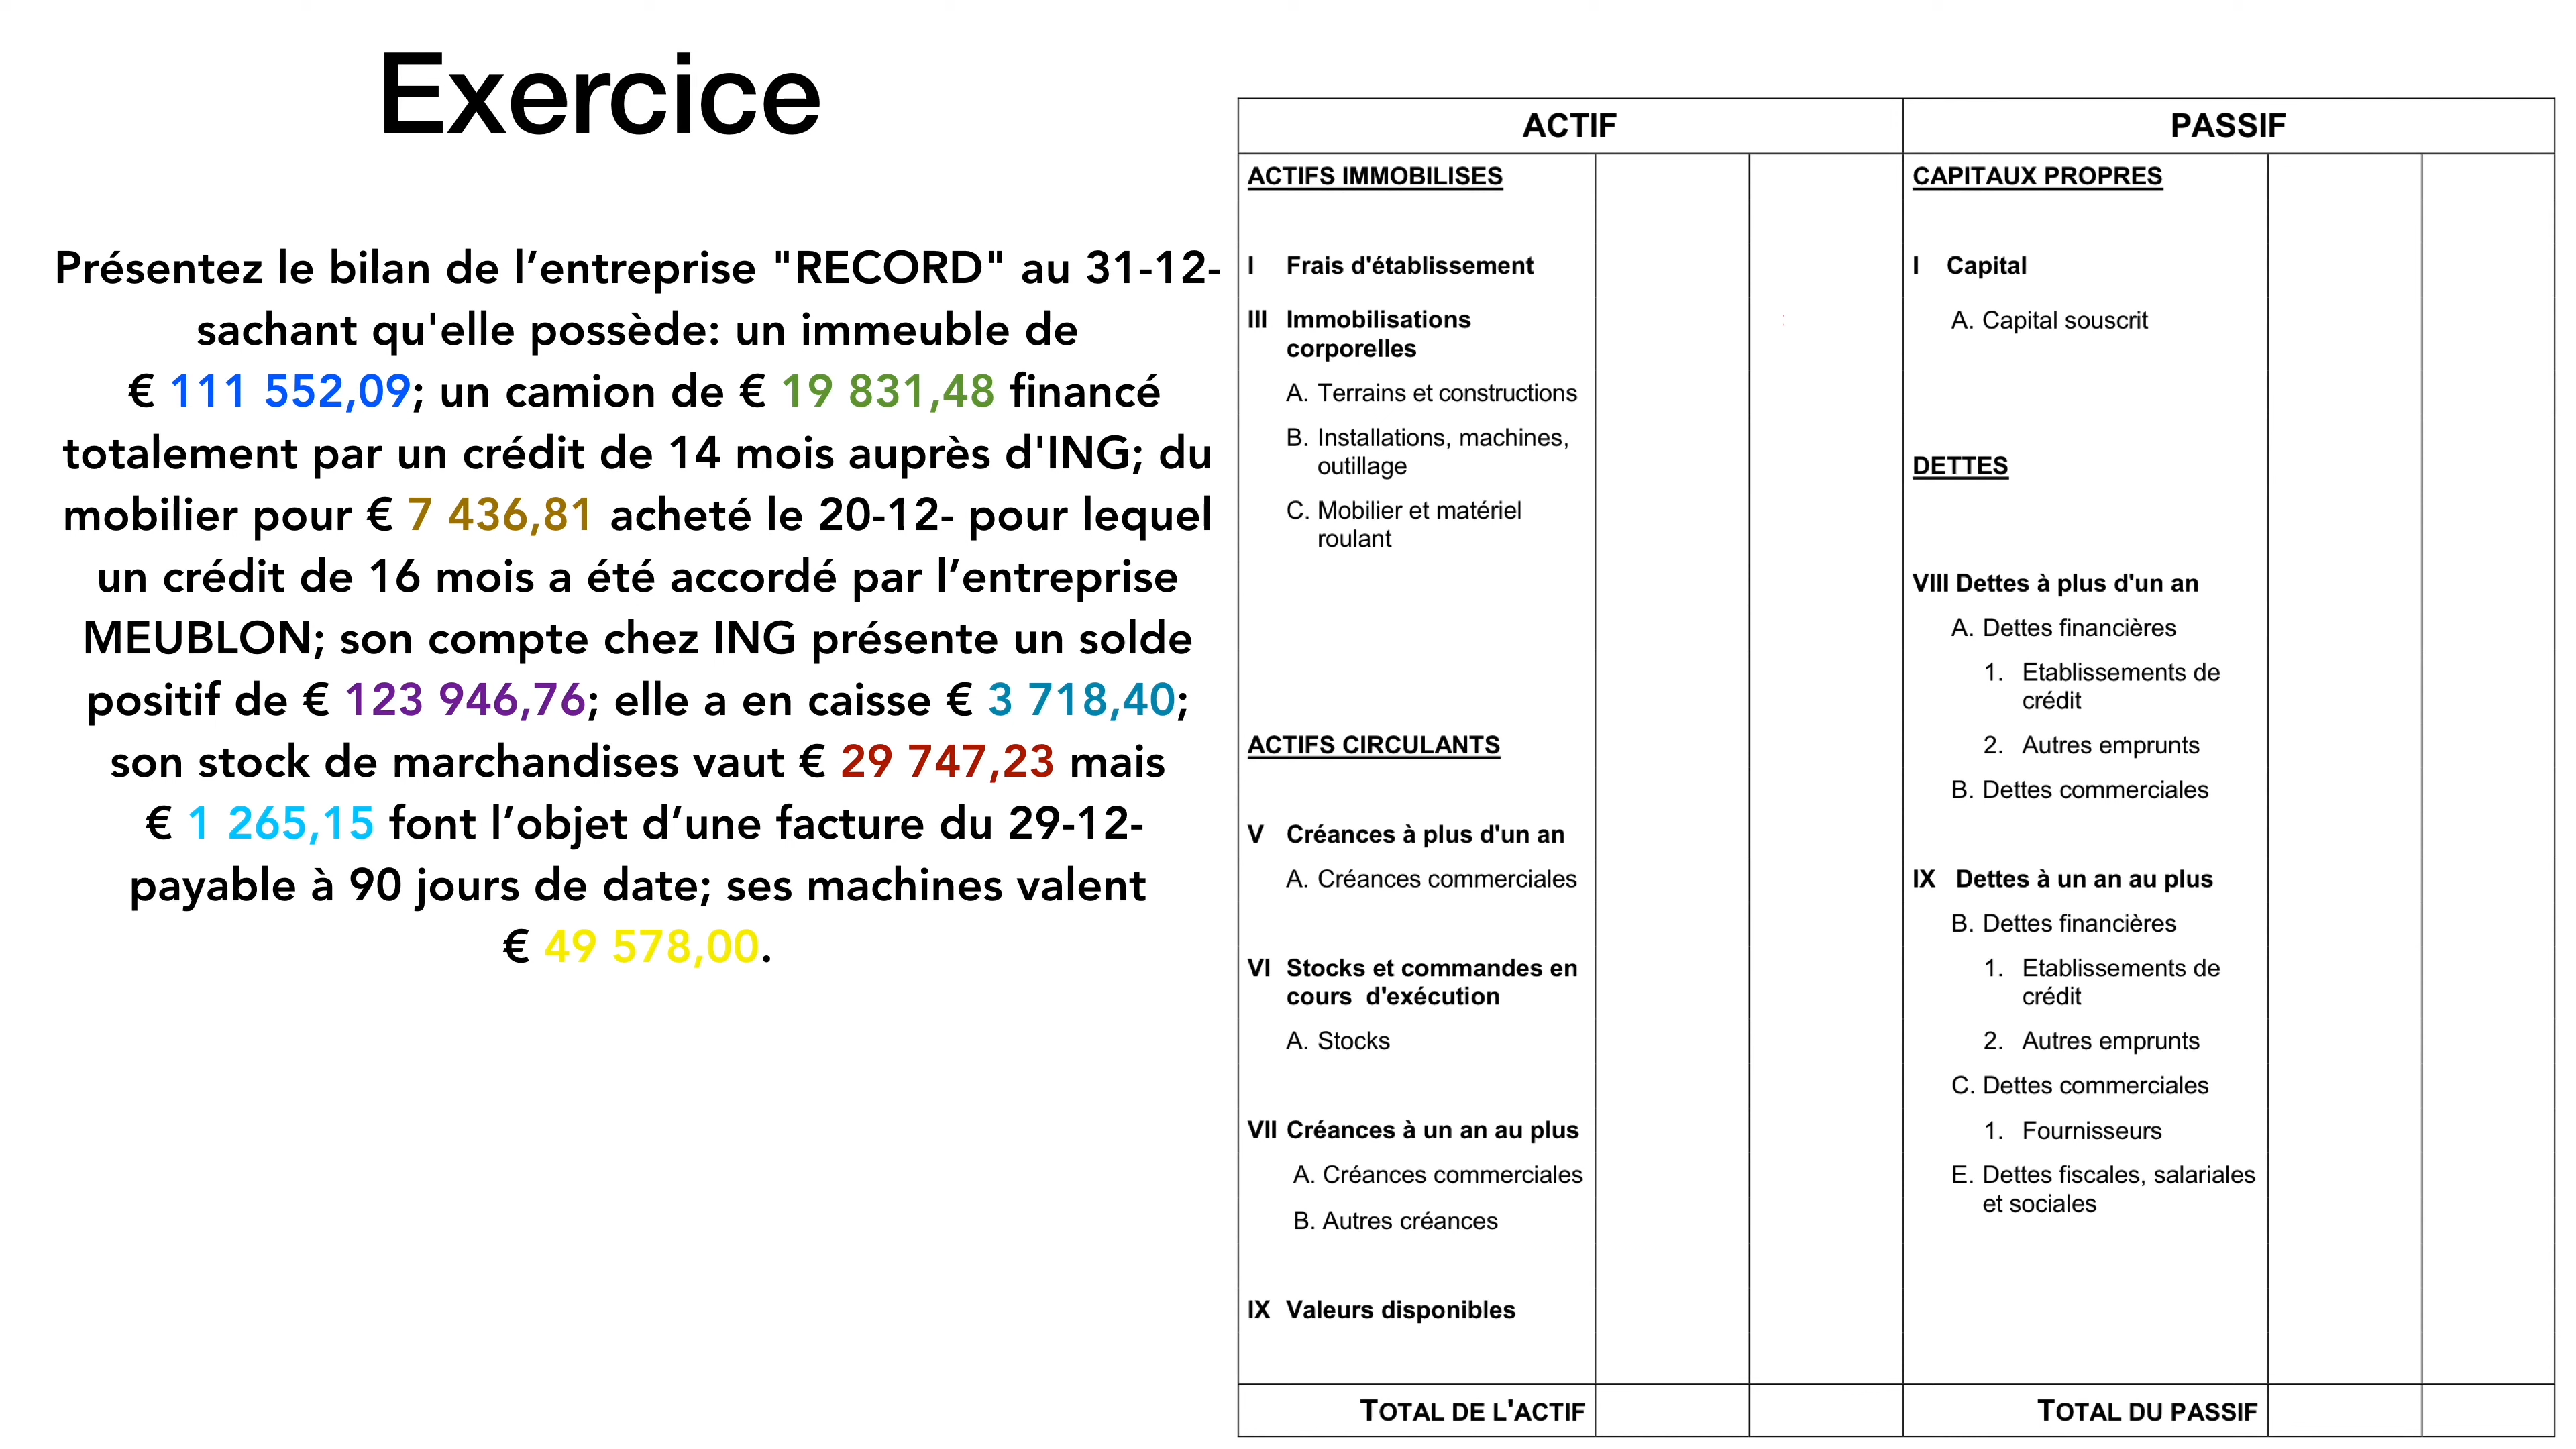 Exercice
Présentez le bilan de l’entreprise "RECORD" au 31-12-
sachant qu'elle possède: un immeuble de
€ 111 552,09; un camion de € 19 831,48 financé
totalement par un crédit de 14 mois auprès d'ING; du
mobilier pour € 7 436,81 acheté le 20-12- pour lequel
un crédit de 16 mois a été accordé par l’entreprise
MEUBLON; son compte chez ING présente un solde
positif de € 123 946,76; elle a en caisse € 3 718,40;
son stock de marchandises vaut € 29 747,23 mais
€ 1 265,15 font l’objet d’une facture du 29-12-
payable à 90 jours de date; ses machines valent
€ 49 578,00.
ACTIF
ACTIFS IMMOBILISES
I Frais d'établissement
III Immobilisations
corporelles
A. Terrains et constructions
B. Installations, machines,
outillage
C. Mobilier et matériel
roulant
ACTIFS CIRCULANTS
V Créances à plus d'un an
A. Créances commerciales
VI Stocks et commandes en
cours d'exécution
A. Stocks
VII Créances à un an au plus
A. Créances commerciales
B. Autres créances
IX Valeurs disponibles
TOTAL DE L'ACTIF
PASSIF
CAPITAUX PROPRES
I Capital
A. Capital souscrit
DETTES
VIII Dettes à plus d'un an
A. Dettes financières
1. Etablissements de
crédit
2. Autres emprunts
B. Dettes commerciales
IX Dettes à un an au plus
B. Dettes financières
1. Etablissements de
crédit
2. Autres emprunts
C. Dettes commerciales
1. Fournisseurs
E. Dettes fiscales, salariales
et sociales
TOTAL DU PASSIF